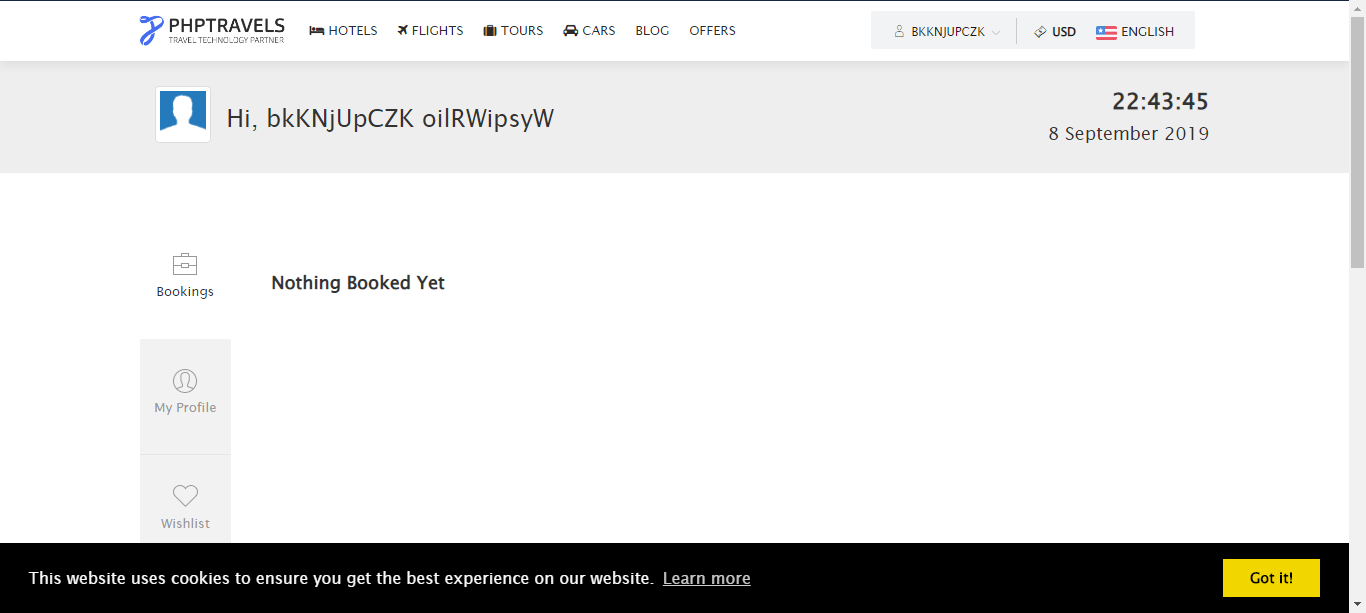 PHPTRAVELS
TRAVEL TECHNOLOGY PARTNER
HOTELS FLIGHTS TOURS CARS BLOG OFFERS
BKKNJUPCZK USD ENGLISH
Hi, bkKNjUpCZK oilRWipsyW
22:43:45
8 September 2019
Bookings
Nothing Booked Yet
My Profile
Wishlist
This website uses cookies to ensure you get the best experience on our website. Learn more
Got it!